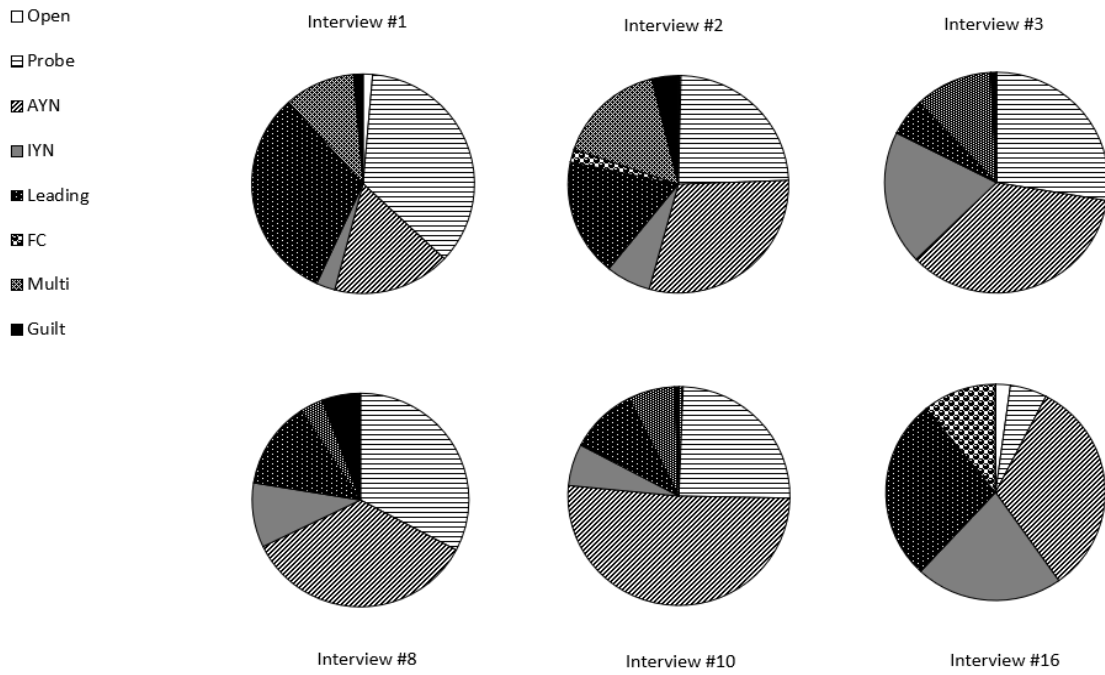 Open
Probe
AYN
IYN
Leading
FC
Multi
Guilt
Interview #1
Interview #2
Interview #3
Interview #8
Interview #10
Interview #16